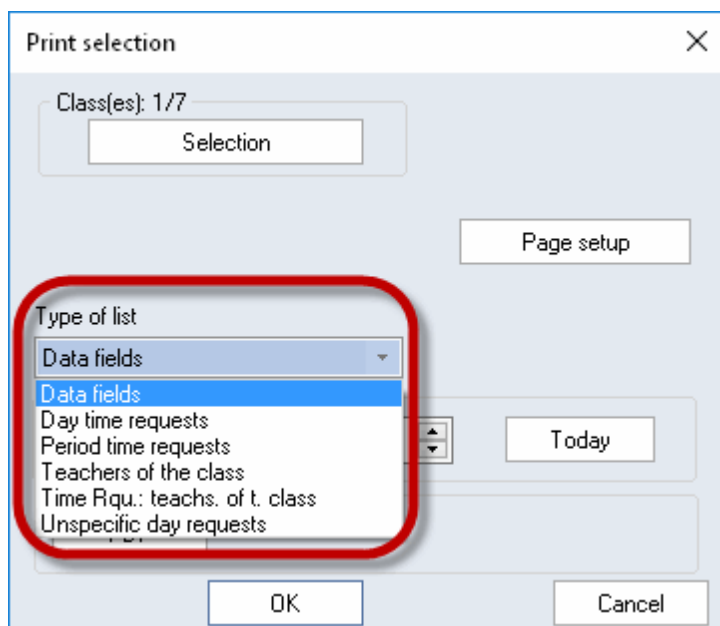 Print selection
Class(es): 1/7
Selection
Page setup
Type of list
Data fields
Data fields
Day time requests
Period time requests
Teachers of the class
Time Rqu.: teachs. of t. class
Unspecific day requests
Today
OK
Cancel